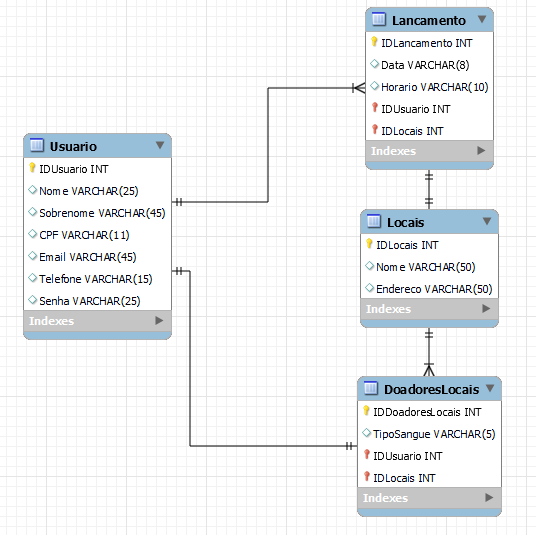 Lancamento
IDLancamento INT
Data VARCHAR(8)
Horario VARCHAR(10)
IDUsuario INT
IDLocais INT
Indexes
Usuario
IDUsuario INT
Nome VARCHAR(25)
Sobrenome VARCHAR(45)
CPF VARCHAR(11)
Email VARCHAR(45)
Telefone VARCHAR(15)
Senha VARCHAR(25)
Indexes
Locais
IDLocais INT
Nome VARCHAR(50)
Endereco VARCHAR(50)
Indexes
DoadoresLocais
IDDoadoresLocais INT
TipoSangue VARCHAR(5)
IDUsuario INT
IDLocais INT
Indexes